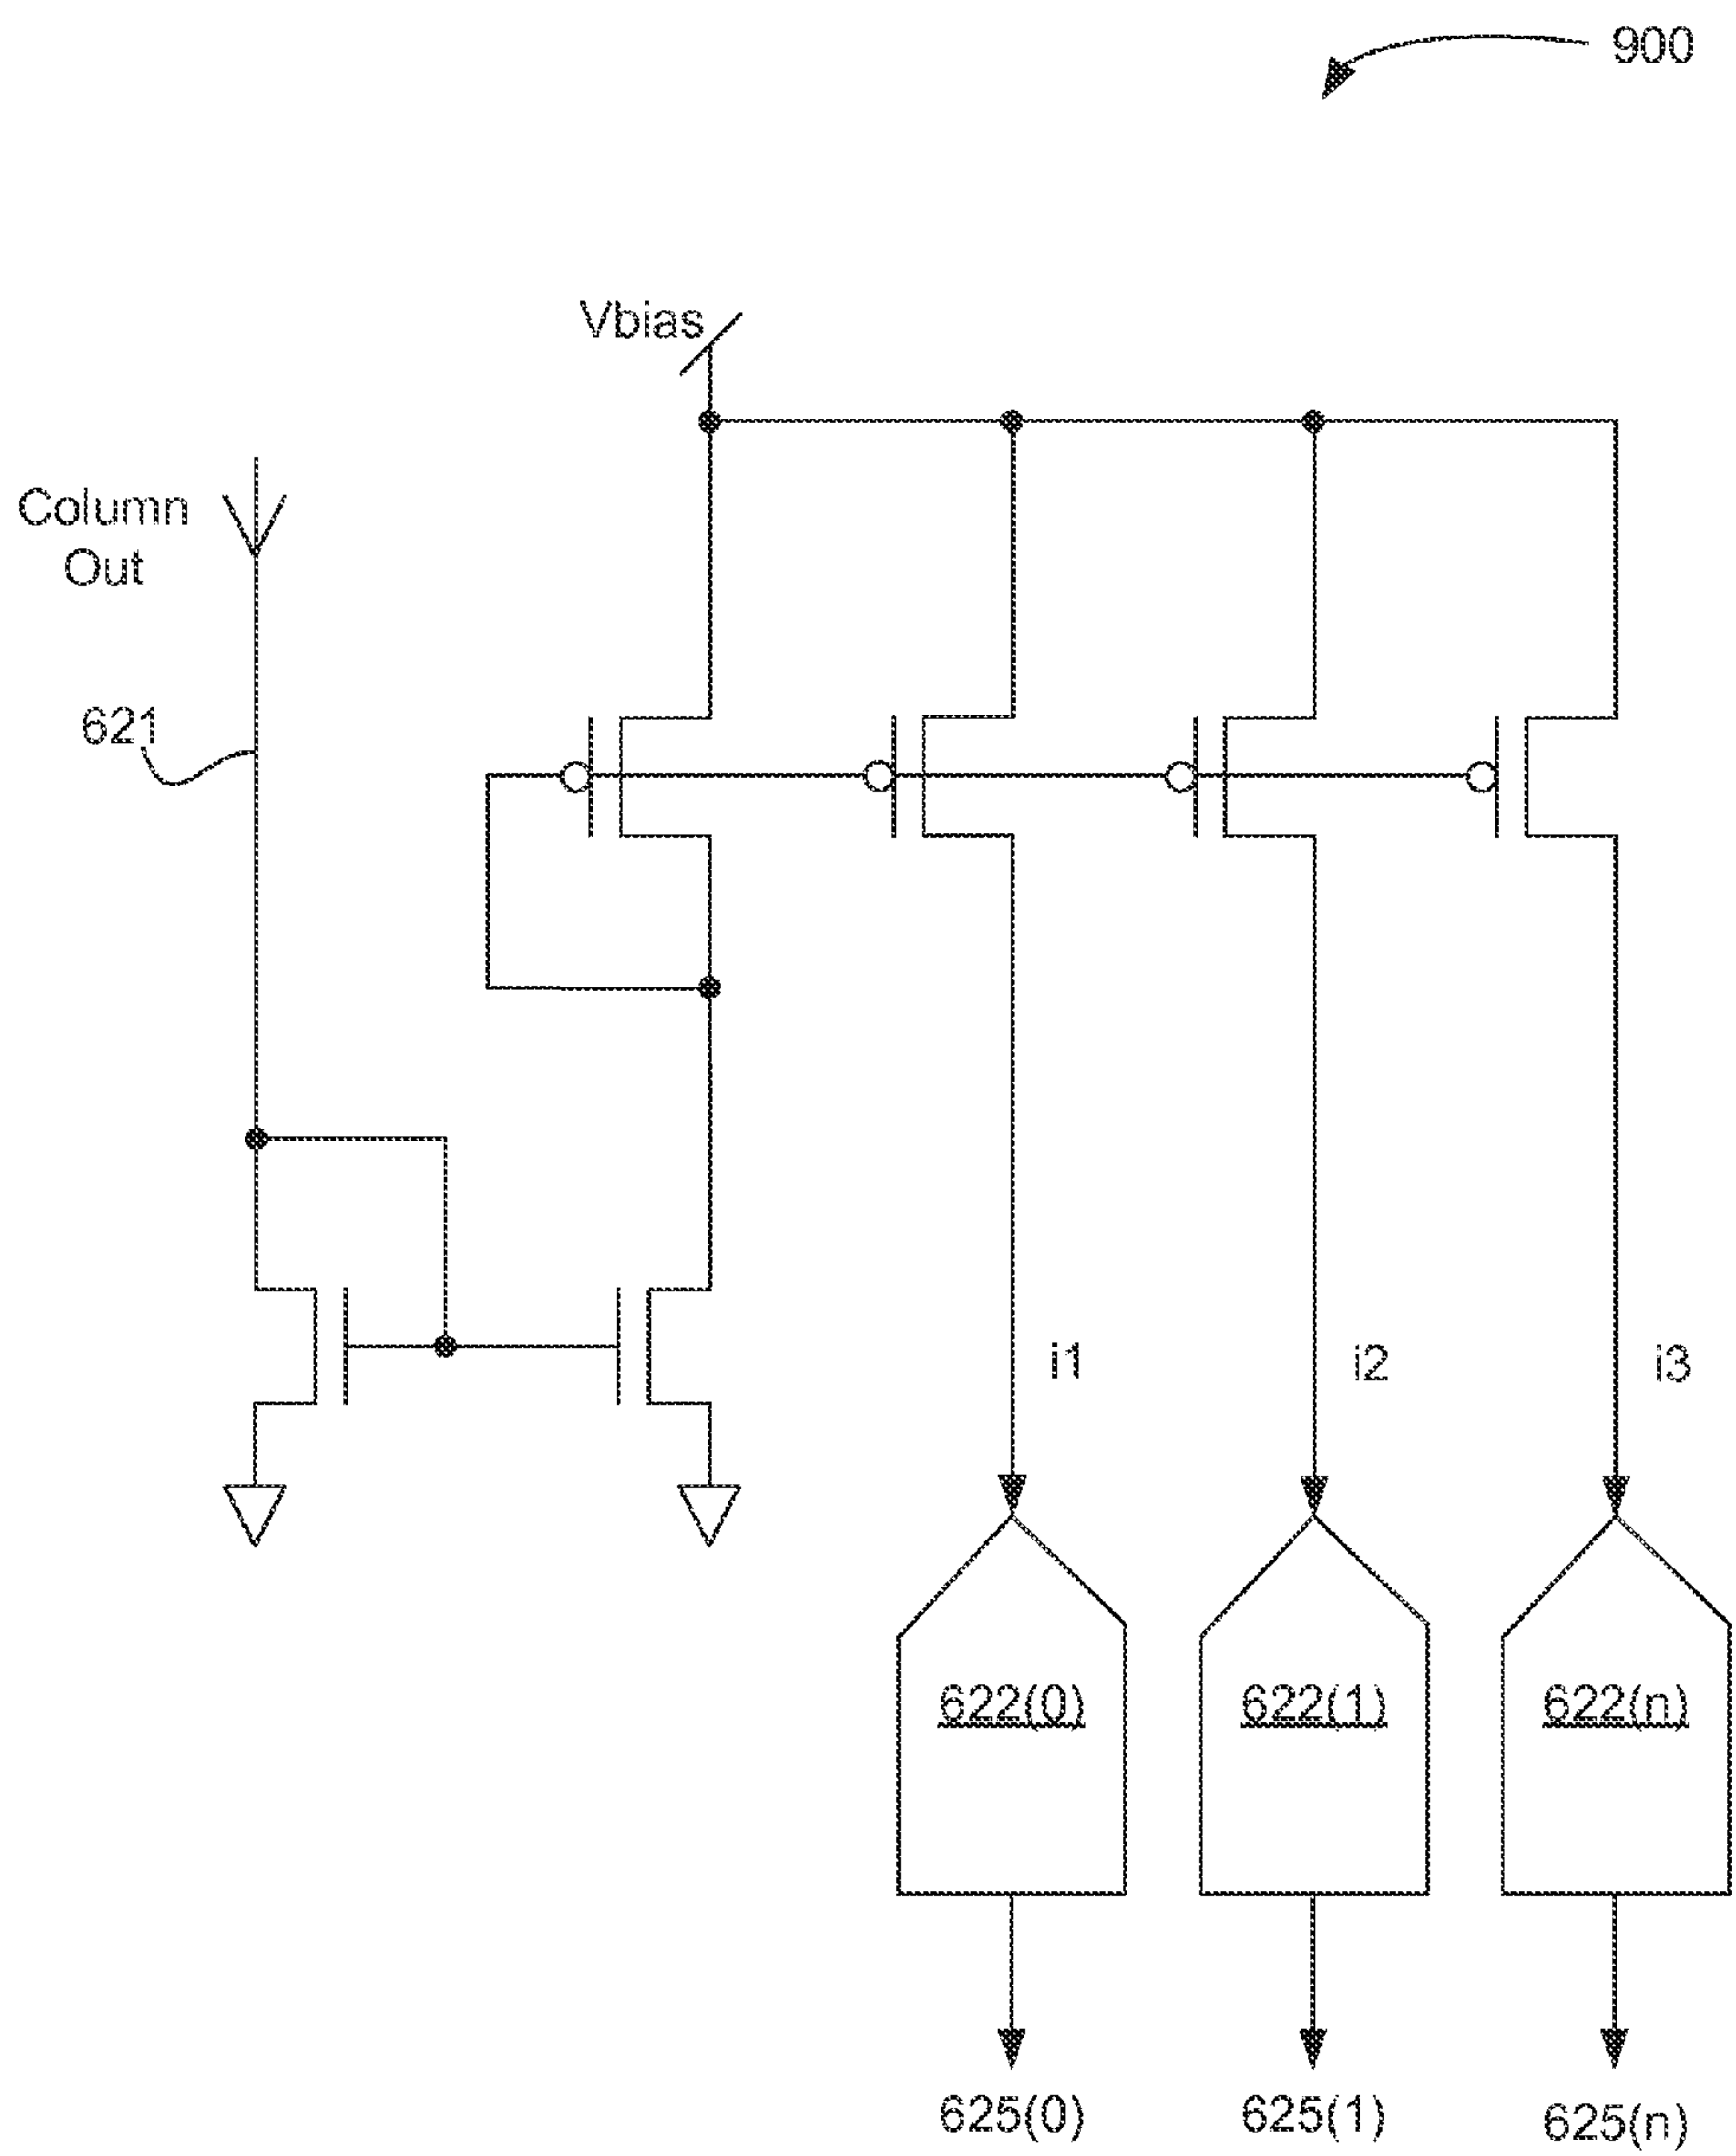 900
Vbias
Column
Out
621
i1
i2
i3
622(0)
622(1)
622(n)
625(0)
625(1)
625(n)